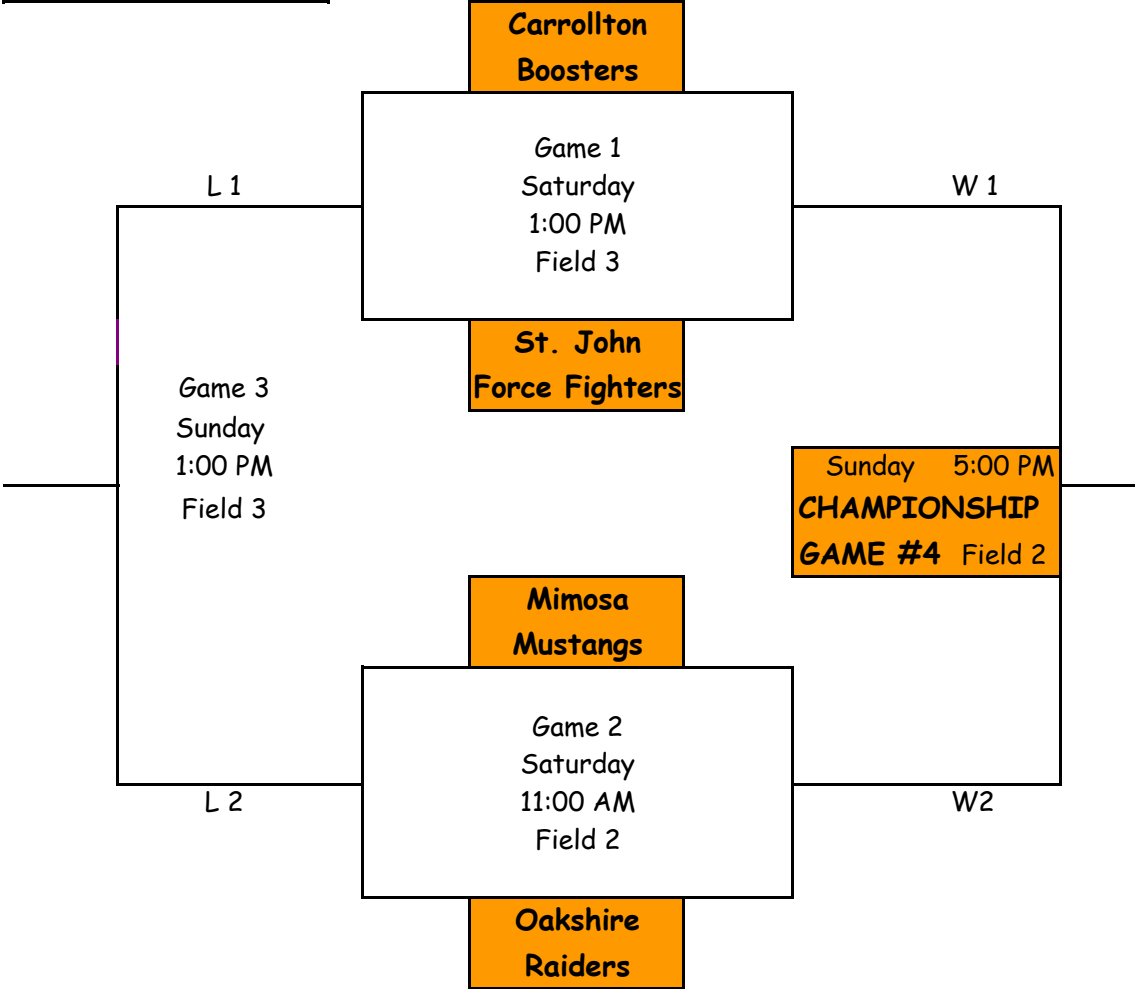 Carrollton
Boosters
Game 1
Saturday
1:00 PM
Field 3
L 1
W 1
St. John
Force Fighters
Game 3
Sunday
1:00 PM
Field 3
Sunday 5:00 PM
CHAMPIONSHIP
GAME #4 Field 2
Mimosa
Mustangs
Game 2
Saturday
11:00 AM
Field 2
L 2
W2
Oakshire
Raiders